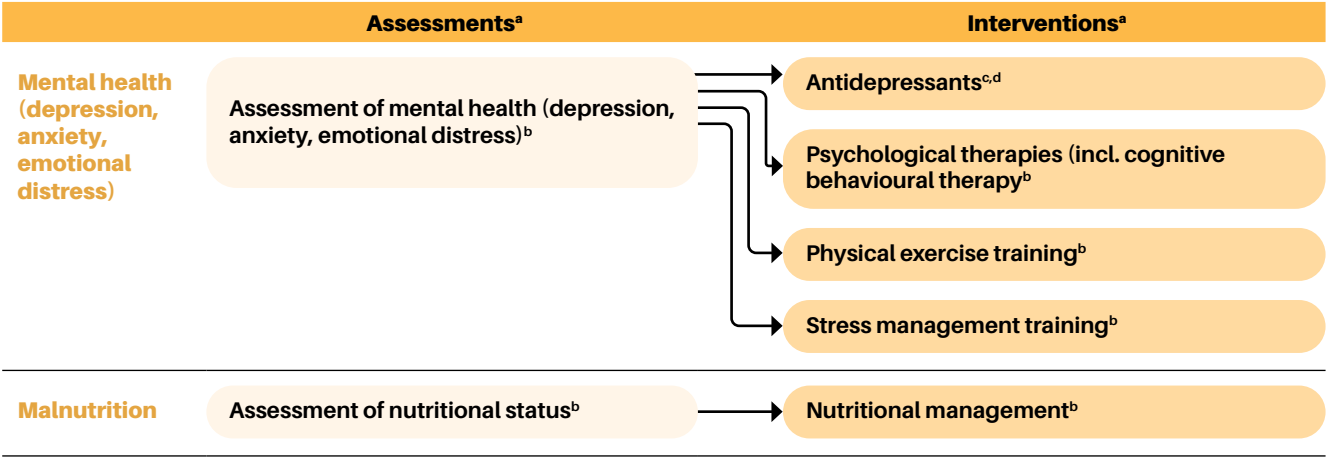 Assessmentsᵃ
Interventionsᵃ
Mental health
(depression,
anxiety,
emotional
distress)
Assessment of mental health (depression,
anxiety, emotional distress)ᵇ
Antidepressantsᶜ,ᵈ
Psychological therapies (incl. cognitive
behavioural therapyᵇ
Physical exercise trainingᵇ
Stress management trainingᵇ
Malnutrition
Assessment of nutritional statusᵇ
Nutritional managementᵇ